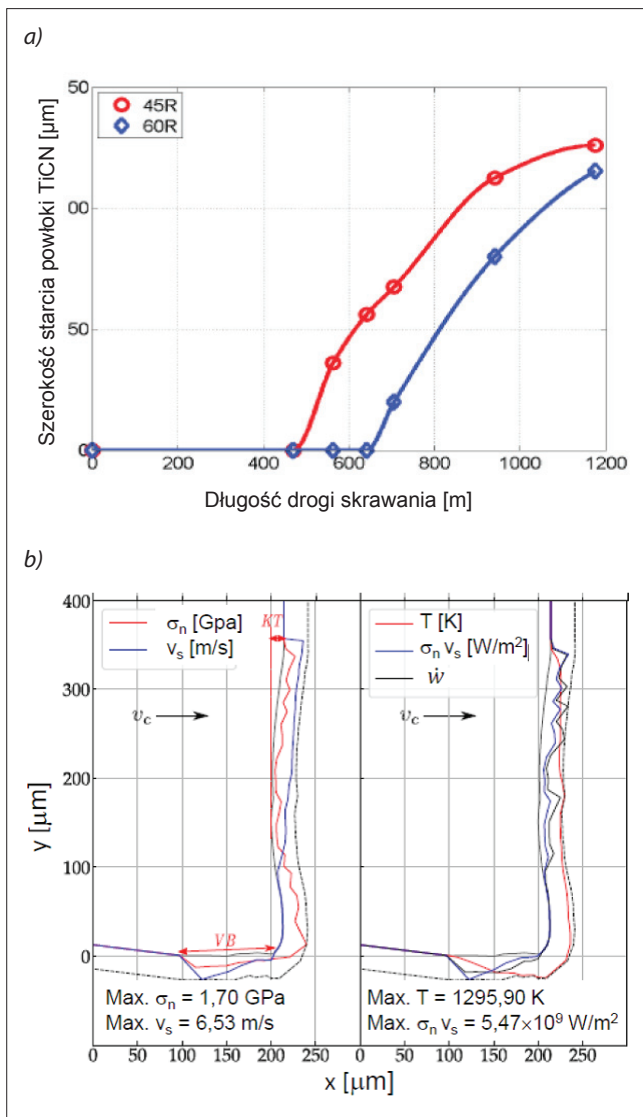 a)
50
45R
60R
00
50
0
0 200 400 600 800 1000 1200
Szerokość starcia powłoki TiCN [µm]
Długość drogi skrawania [m]
b)
400
300
200
100
0
y [µm]
σn [Gpa]
vs [m/s]
KT
vc
VB
Max. σn = 1,70 GPa
Max. vs = 6,53 m/s
T [K]
σn vs [W/m²]
ẇ
vc
Max. T = 1295,90 K
Max. σn vs = 5,47×10⁹ W/m²
0 50 100 150 200 250 0 50 100 150 200 250
x [µm]